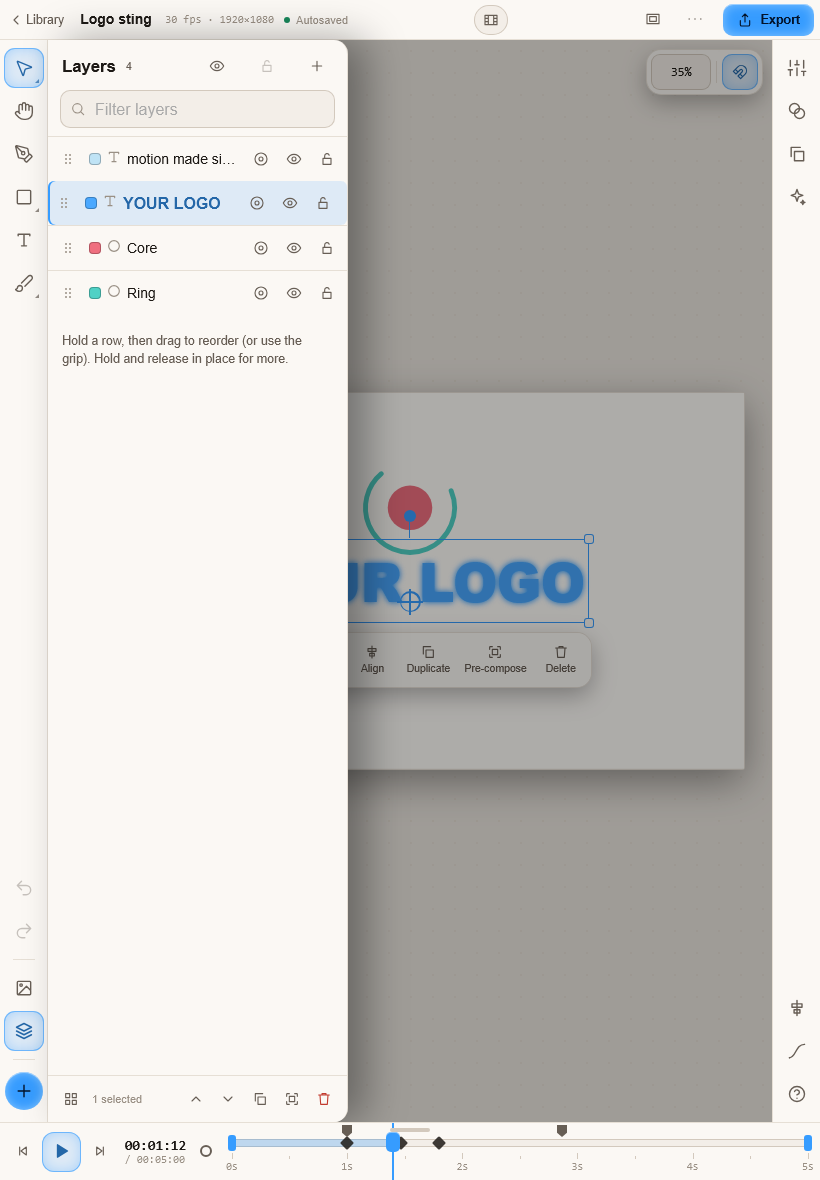 Library Logo sting 30 fps · 1920×1080 Autosaved ··· Export
Layers 4
35%
Filter layers
motion made si...
YOUR LOGO
Core
Ring
Hold a row, then drag to reorder (or use the
grip). Hold and release in place for more.
UR LOGO
Align Duplicate Pre-compose Delete
1 selected
00:01:12
/ 00:05:00
0s 1s 2s 3s 4s 5s